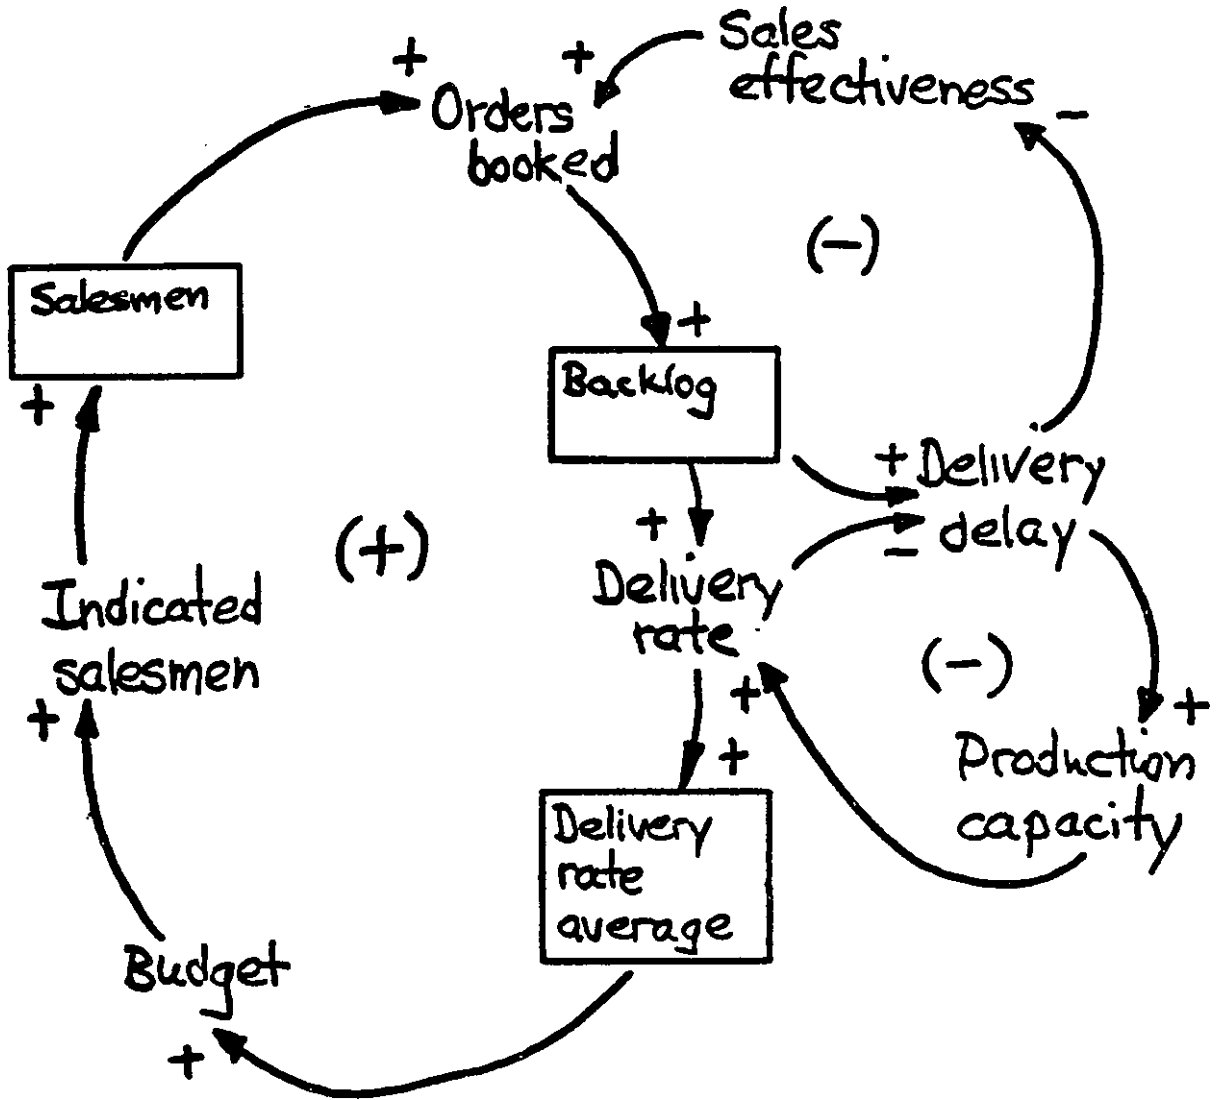 +
+
Sales
effectiveness
-
Orders
booked
(-)
Salesmen
+
+
Backlog
+ Delivery
delay
-
+
(+)
Delivery
rate
Indicated
salesmen
(-)
+
+
+
+
Production
capacity
Delivery
rate
average
Budget
+